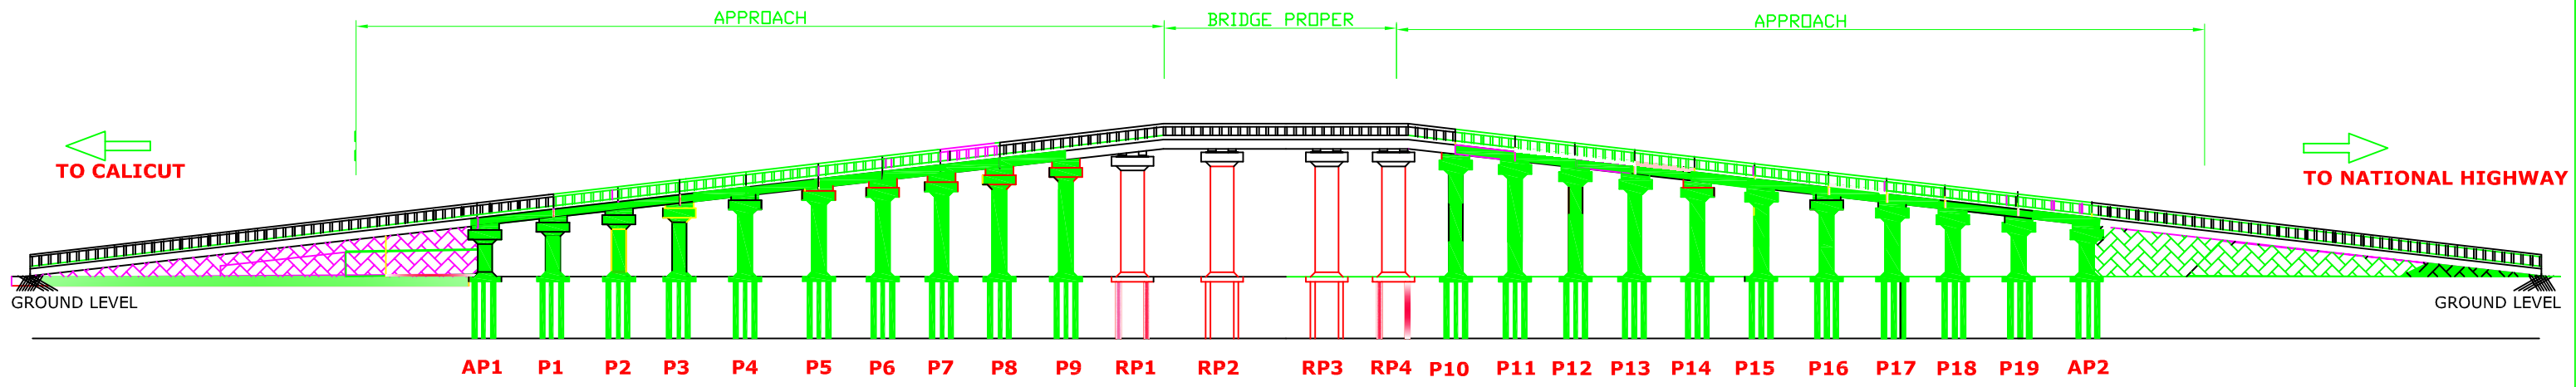 APPROACH
BRIDGE PROPER
APPROACH
TO CALICUT
TO NATIONAL HIGHWAY
GROUND LEVEL
GROUND LEVEL
AP1 P1 P2 P3 P4 P5 P6 P7 P8 P9 RP1 RP2 RP3 RP4 P10 P11 P12 P13 P14 P15 P16 P17 P18 P19 AP2